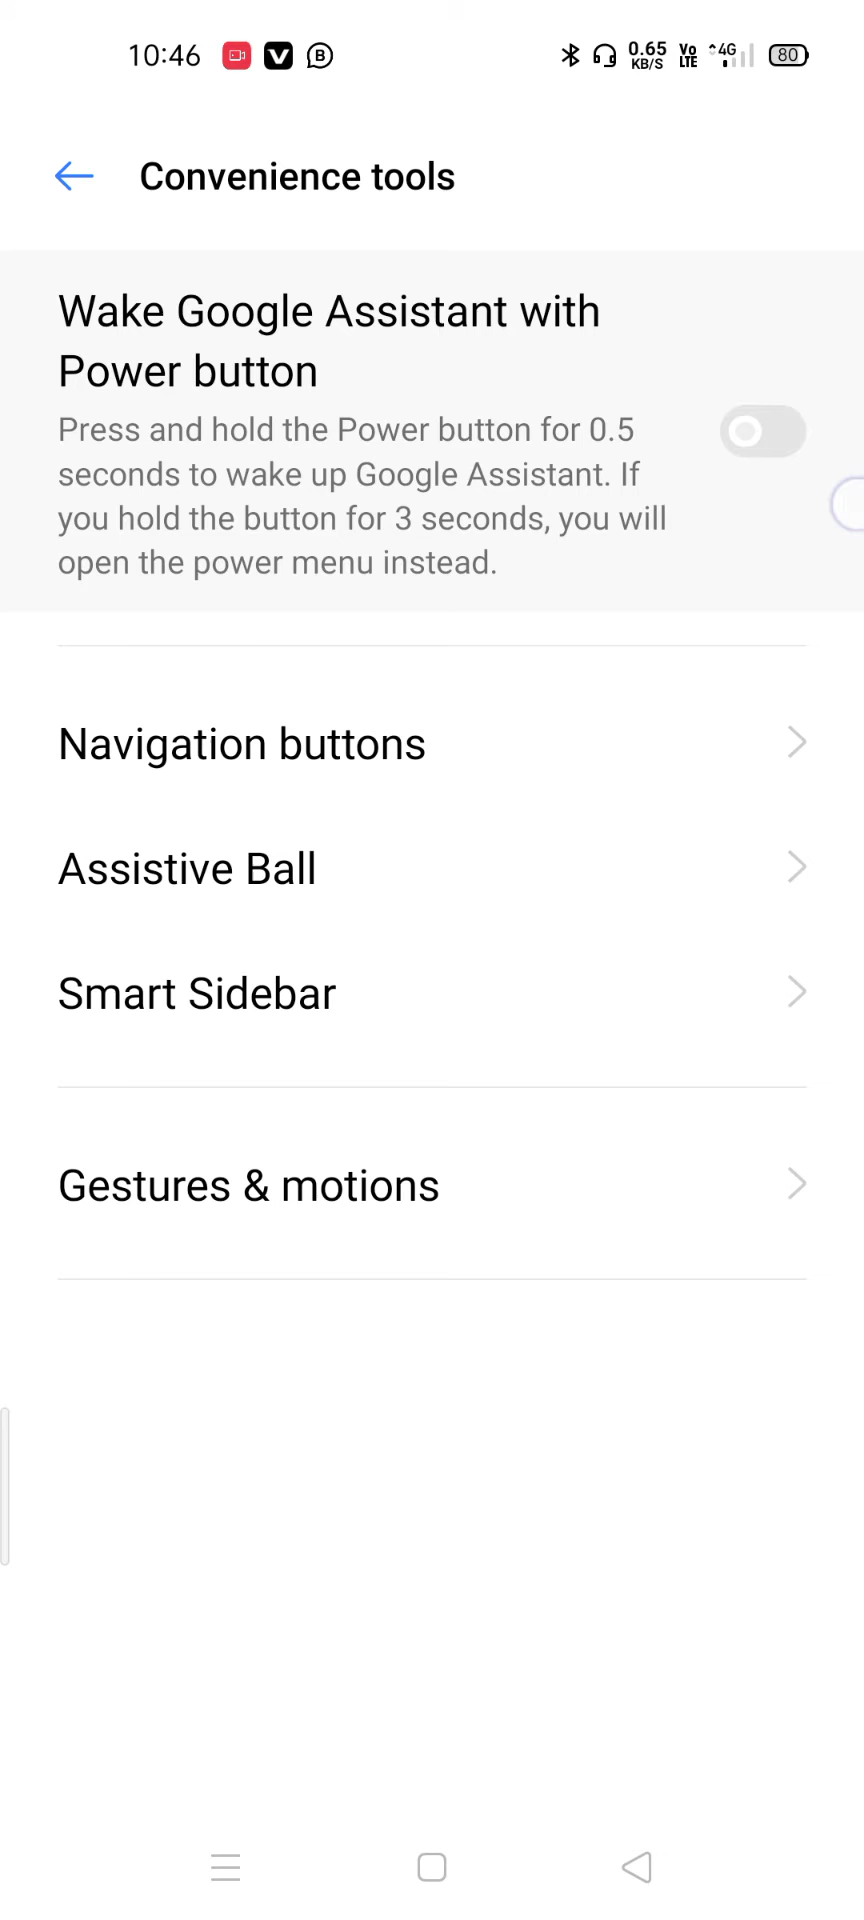 10:46 V B 0.65 KB/S Vo LTE 4G 80
Convenience tools
Wake Google Assistant with
Power button
Press and hold the Power button for 0.5
seconds to wake up Google Assistant. If
you hold the button for 3 seconds, you will
open the power menu instead.
Navigation buttons
Assistive Ball
Smart Sidebar
Gestures & motions